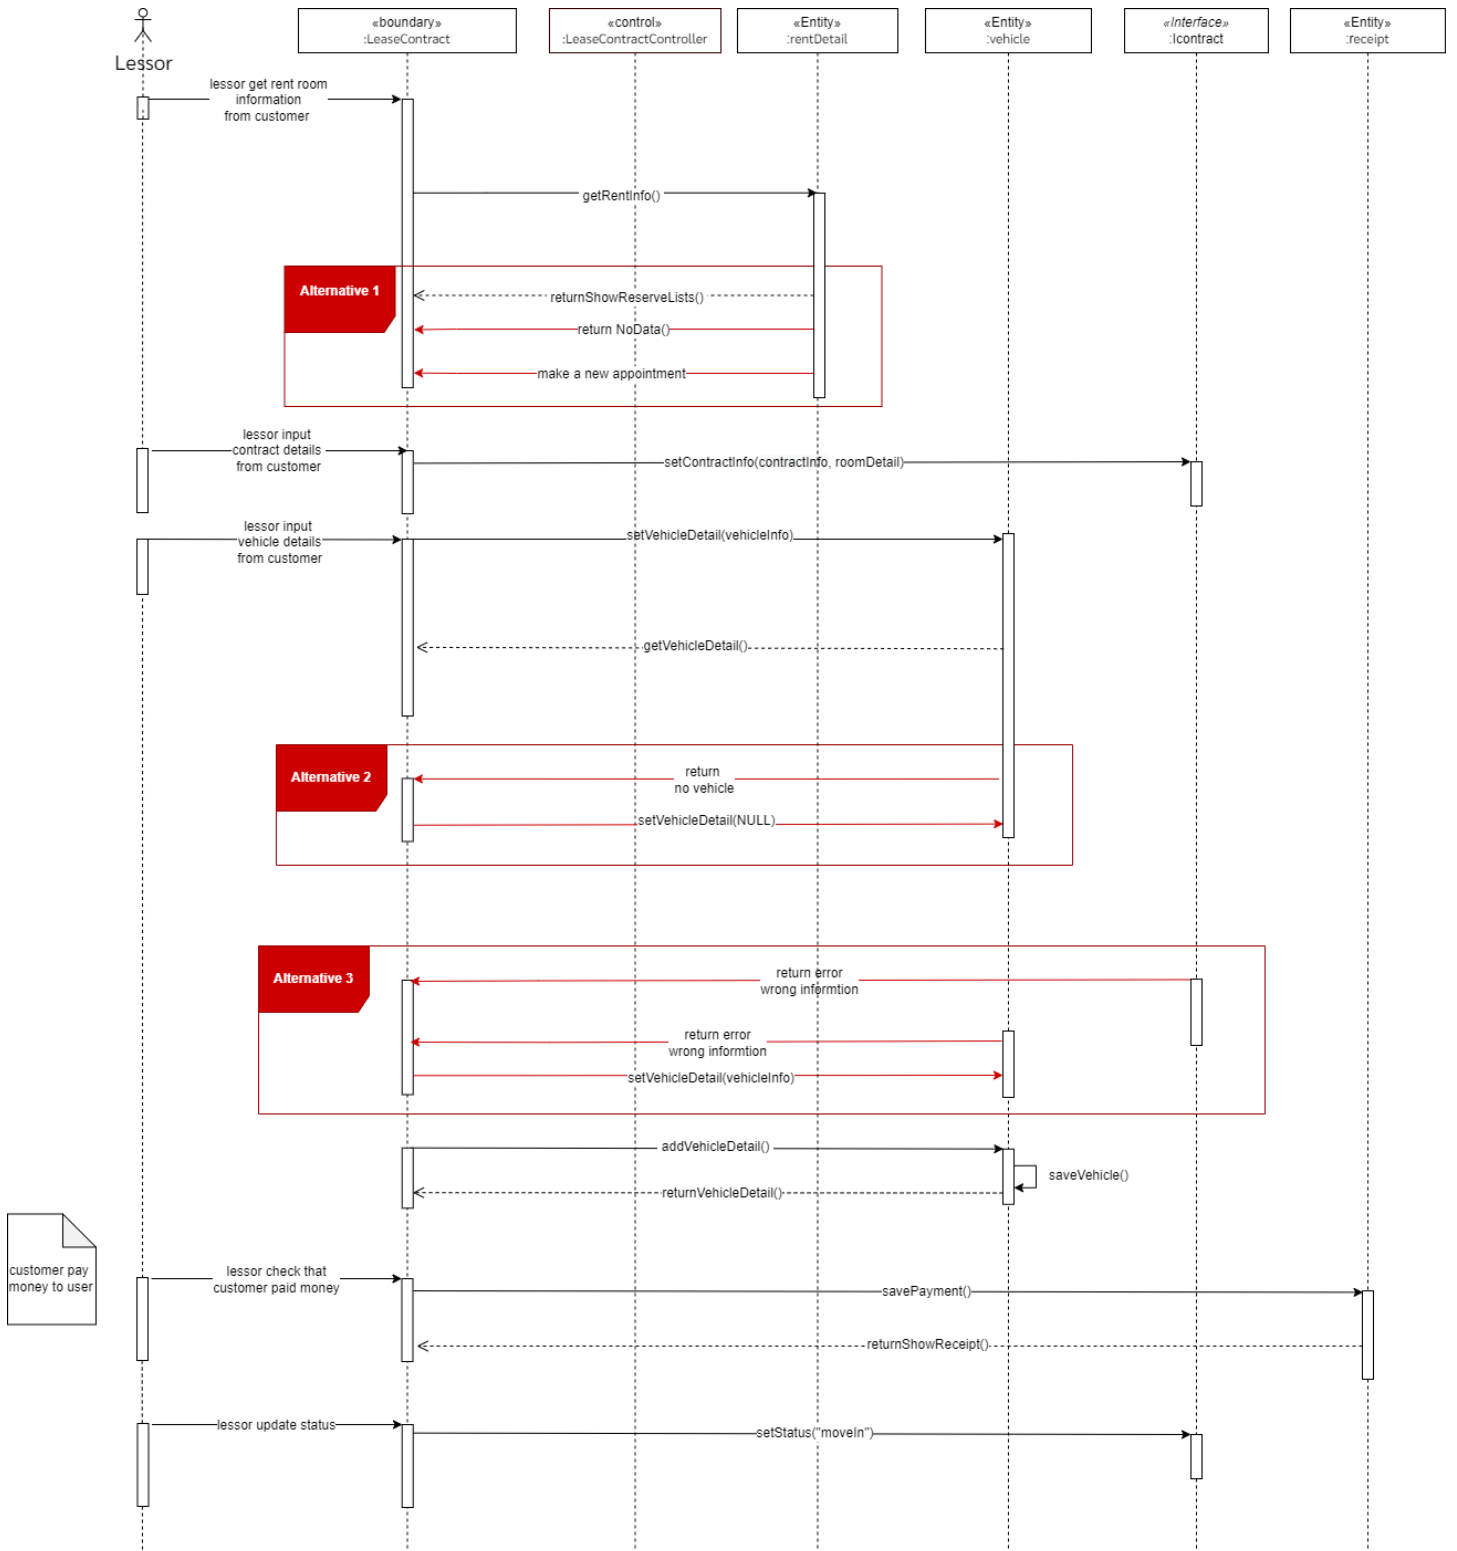 «boundary»
:LeaseContract
«control»
:LeaseContractController
«Entity»
:rentDetail
«Entity»
:vehicle
«Interface»
:Icontract
«Entity»
:receipt
Lessor
lessor get rent room
information
from customer
getRentInfo()
Alternative 1
returnShowReserveLists()
return NoData()
make a new appointment
lessor input
contract details
from customer
setContractInfo(contractInfo, roomDetail)
lessor input
vehicle details
from customer
setVehicleDetail(vehicleInfo)
getVehicleDetail()
Alternative 2
return
no vehicle
setVehicleDetail(NULL)
Alternative 3
return error
wrong informtion
return error
wrong informtion
setVehicleDetail(vehicleInfo)
addVehicleDetail()
saveVehicle()
returnVehicleDetail()
customer pay
money to user
lessor check that
customer paid money
savePayment()
returnShowReceipt()
lessor update status
setStatus("moveIn")